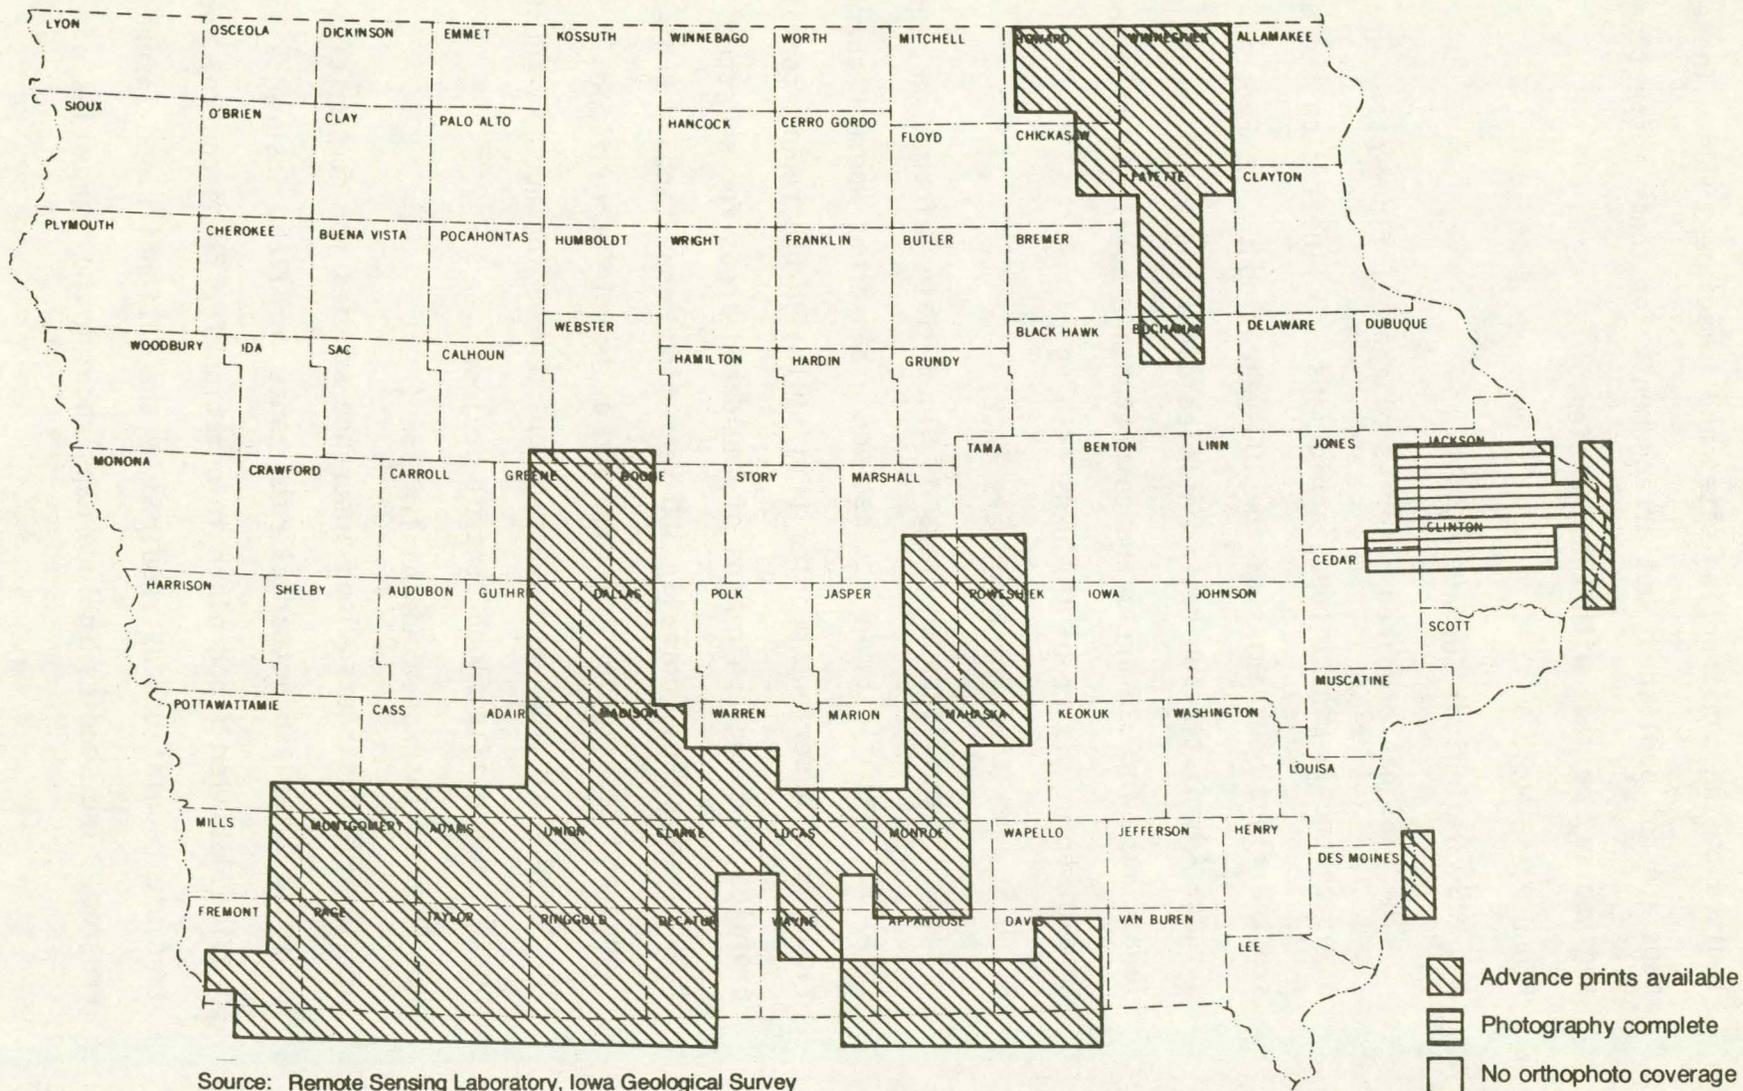 LYON
OSCEOLA
DICKINSON
EMMET
KOSSUTH
WINNEBAGO
WORTH
MITCHELL
HOWARD
WINNESHIEK
ALLAMAKEE
SIOUX
O'BRIEN
CLAY
PALO ALTO
HANCOCK
CERRO GORDO
FLOYD
CHICKASAW
FAYETTE
CLAYTON
PLYMOUTH
CHEROKEE
BUENA VISTA
POCAHONTAS
HUMBOLDT
WRIGHT
FRANKLIN
BUTLER
BREMER
WOODBURY
IDA
SAC
CALHOUN
WEBSTER
HAMILTON
HARDIN
GRUNDY
BLACK HAWK
BUCHANAN
DELAWARE
DUBUQUE
MONONA
CRAWFORD
CARROLL
GREENE
BOONE
STORY
MARSHALL
TAMA
BENTON
LINN
JONES
JACKSON
CLINTON
CEDAR
HARRISON
SHELBY
AUDUBON
GUTHRIE
DALLAS
POLK
JASPER
POWESHIEK
IOWA
JOHNSON
SCOTT
MUSCATINE
POTTAWATTAMIE
CASS
ADAIR
MADISON
WARREN
MARION
MAHASKA
KEOKUK
WASHINGTON
LOUISA
MILLS
MONTGOMERY
ADAMS
UNION
CLARKE
LUCAS
MONROE
WAPELLO
JEFFERSON
HENRY
DES MOINES
FREMONT
PAGE
TAYLOR
RINGGOLD
DECATUR
WAYNE
APPANOOSE
DAVIS
VAN BUREN
LEE
Advance prints available
Photography complete
No orthophoto coverage
Source: Remote Sensing Laboratory, Iowa Geological Survey